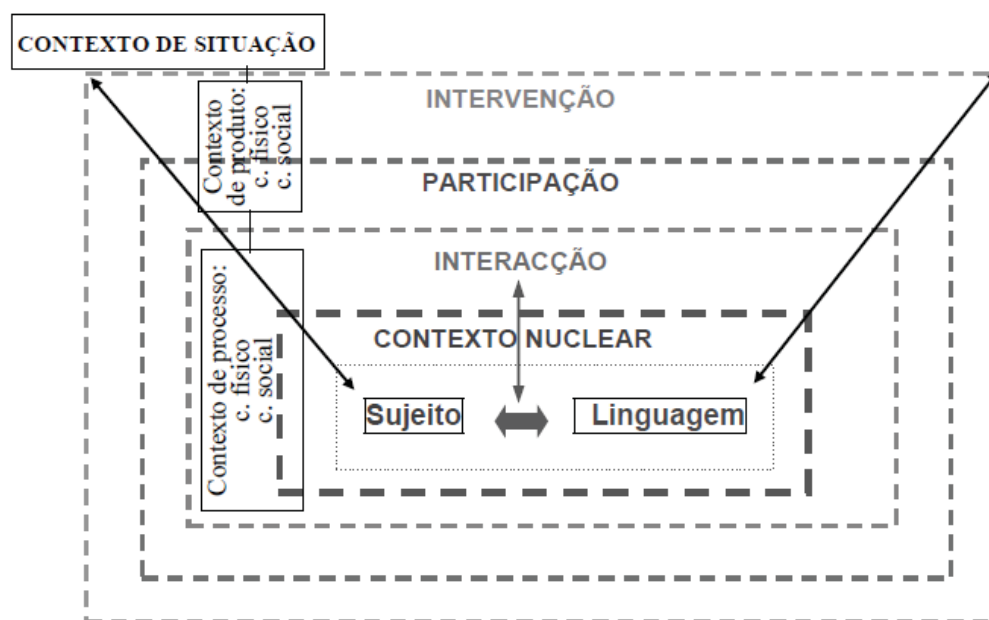 CONTEXTO DE SITUAÇÃO
INTERVENÇÃO
Contexto
de produto:
c. físico
c. social
PARTICIPAÇÃO
INTERACÇÃO
Contexto de processo:
c. físico
c. social
CONTEXTO NUCLEAR
Sujeito
Linguagem